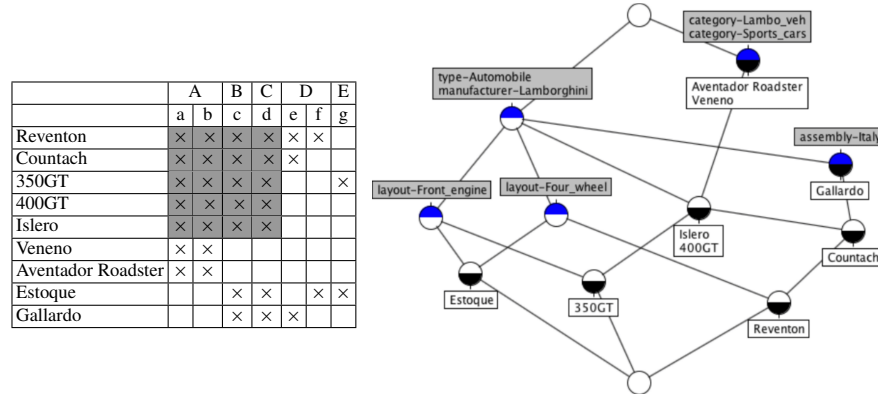 A B C D E
a b c d e f g
Reventon × × × × × ×
Countach × × × × ×
350GT × × × × ×
400GT × × × ×
Islero × × × ×
Veneno × ×
Aventador Roadster × ×
Estoque × × × ×
Gallardo × × ×
category-Lambo_veh
category-Sports_cars
Aventador Roadster
Veneno
type-Automobile
manufacturer-Lamborghini
assembly-Italy
Gallardo
layout-Front_engine
layout-Four_wheel
Islero
400GT
Countach
Estoque
350GT
Reventon